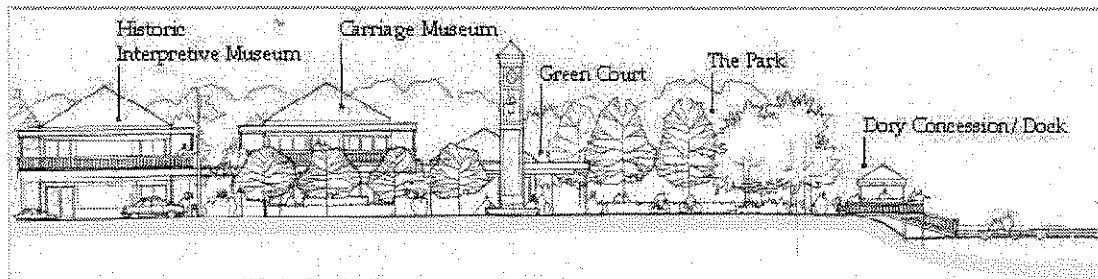 Historic
Interpretive Museum
Carriage Museum
Green Court
The Park
Dory Concession/Dock